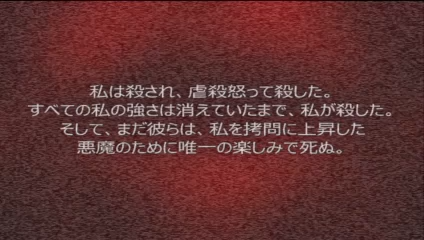 私は殺され、虐殺怒って殺した。
すべての私の強さは消えていたまで、私が殺した。
そして、まだ彼らは、私を拷問に上昇した
悪魔のために唯一の楽しみで死ぬ。